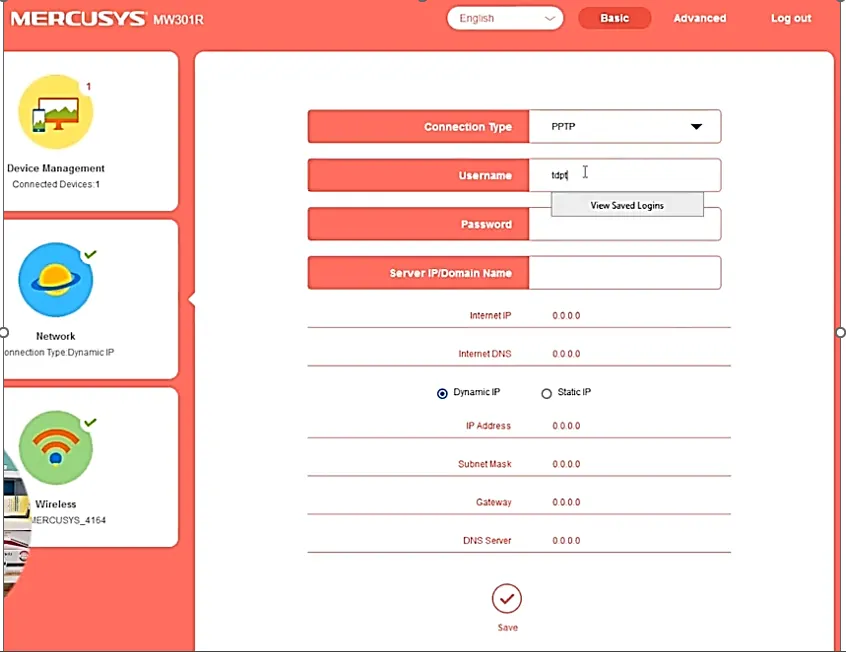 MERCUSYS MW301R
English
Basic
Advanced
Log out
1
Device Management
Connected Devices:1
Network
onnection Type:Dynamic IP
Wireless
MERCUSYS_4164
Connection Type PPTP
Username tdpt
View Saved Logins
Password
Server IP/Domain Name
Internet IP 0.0.0.0
Internet DNS 0.0.0.0
Dynamic IP Static IP
IP Address 0.0.0.0
Subnet Mask 0.0.0.0
Gateway 0.0.0.0
DNS Server 0.0.0.0
Save